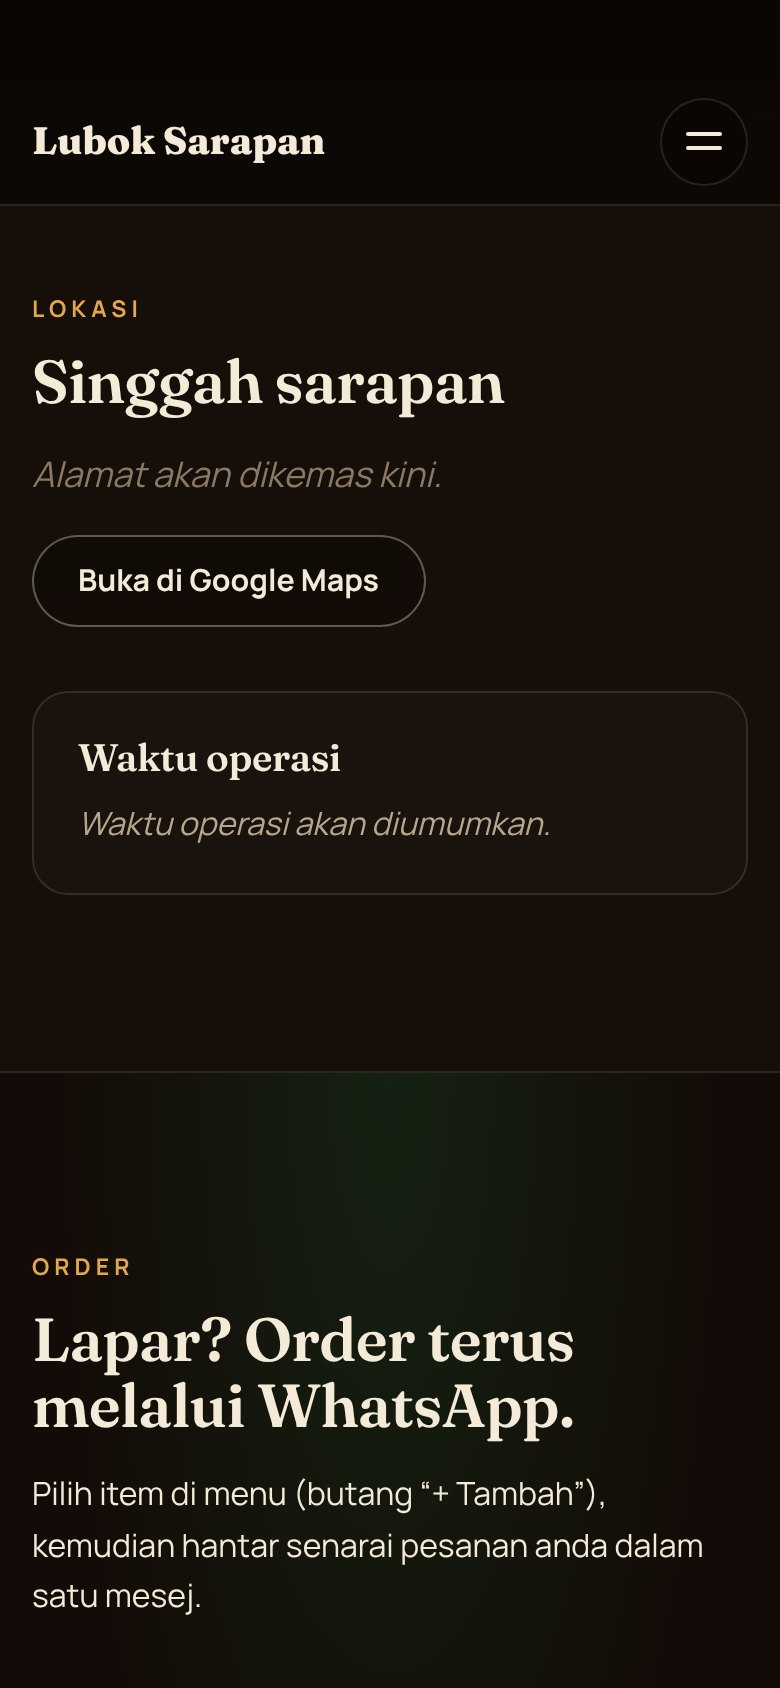 Lubok Sarapan
LOKASI
Singgah sarapan
Alamat akan dikemas kini.
Buka di Google Maps
Waktu operasi
Waktu operasi akan diumumkan.
ORDER
Lapar? Order terus
melalui WhatsApp.
Pilih item di menu (butang “+ Tambah”),
kemudian hantar senarai pesanan anda dalam
satu mesej.